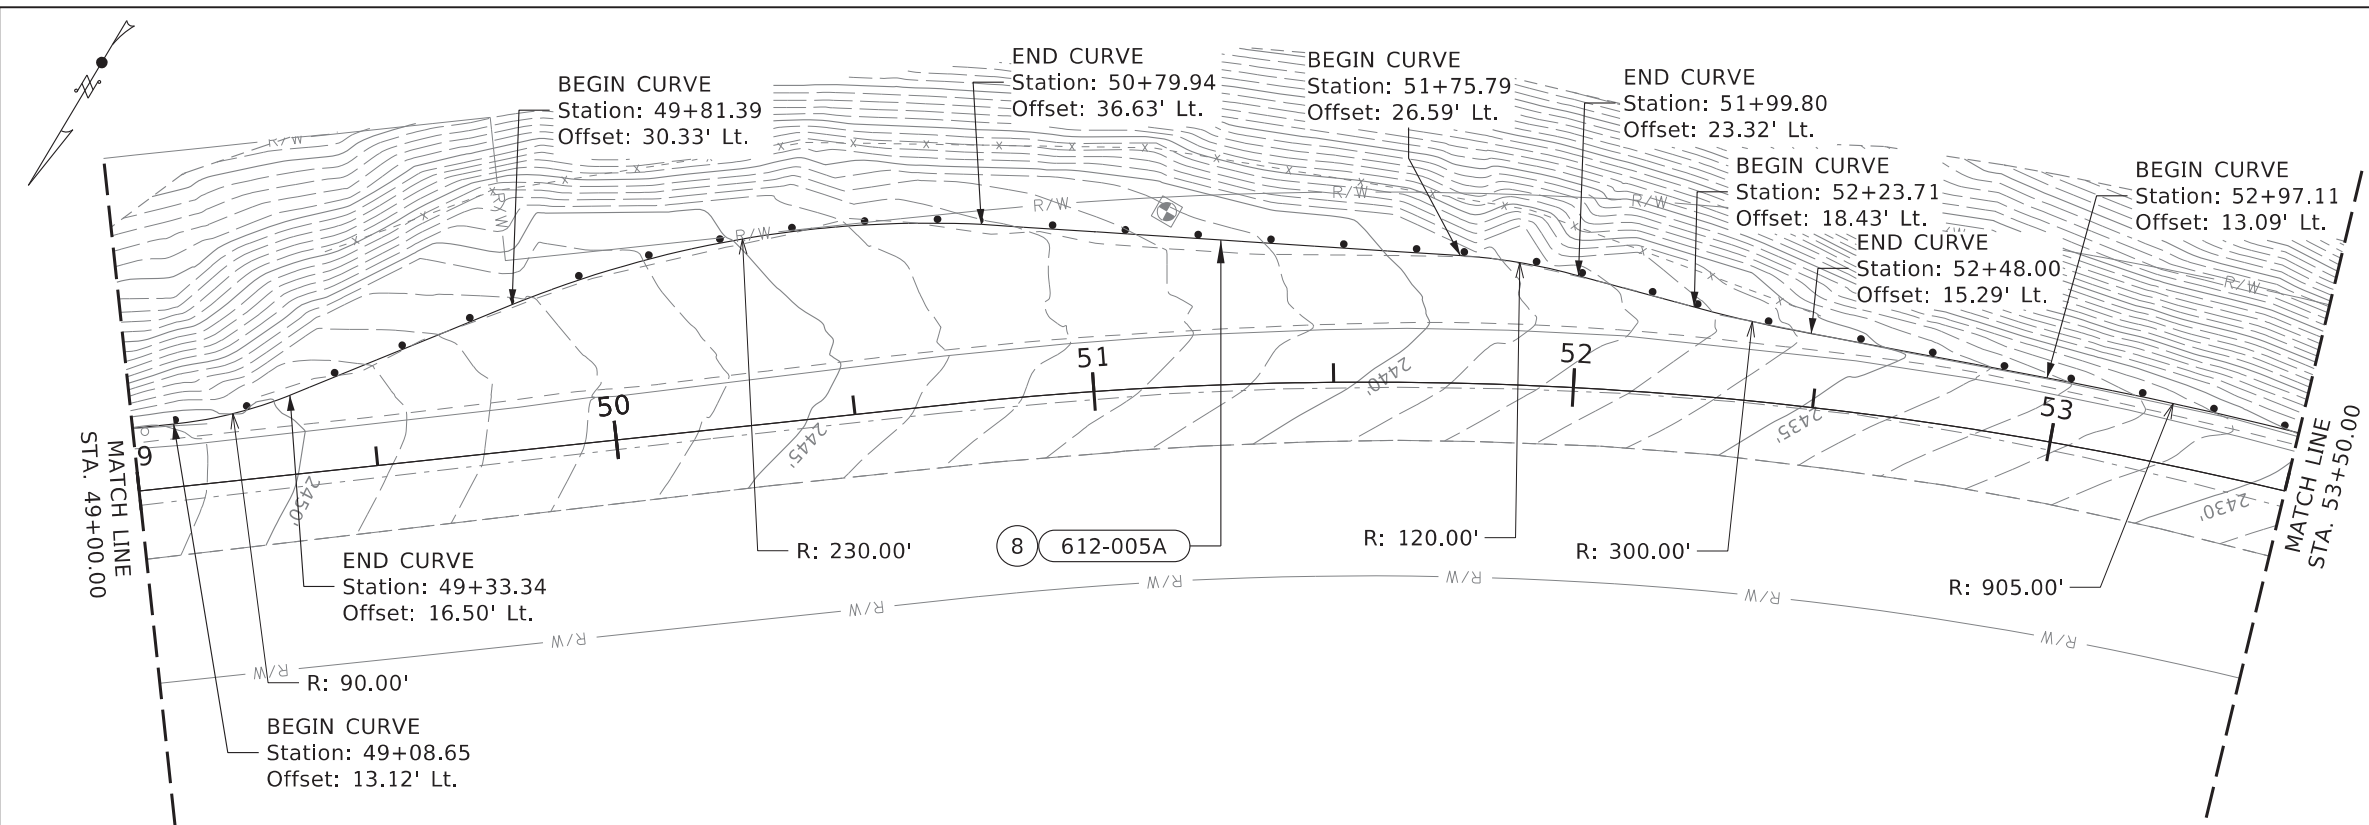 BEGIN CURVE
Station: 49+81.39
Offset: 30.33' Lt.
END CURVE
Station: 50+79.94
Offset: 36.63' Lt.
BEGIN CURVE
Station: 51+75.79
Offset: 26.59' Lt.
END CURVE
Station: 51+99.80
Offset: 23.32' Lt.
BEGIN CURVE
Station: 52+23.71
Offset: 18.43' Lt.
END CURVE
Station: 52+48.00
Offset: 15.29' Lt.
BEGIN CURVE
Station: 52+97.11
Offset: 13.09' Lt.
R/W
R/W
R/W
R/W
R/W
R/W
R/W
MATCH LINE
STA. 49+00.00
9
50
51
52
53
2450'
2445'
2440'
2435'
2430'
MATCH LINE
STA. 53+50.00
END CURVE
Station: 49+33.34
Offset: 16.50' Lt.
R: 230.00'
8 612-005A
R: 120.00'
R: 300.00'
R: 905.00'
R/W
R/W
R/W
R/W
R/W
R/W
R/W
R: 90.00'
BEGIN CURVE
Station: 49+08.65
Offset: 13.12' Lt.